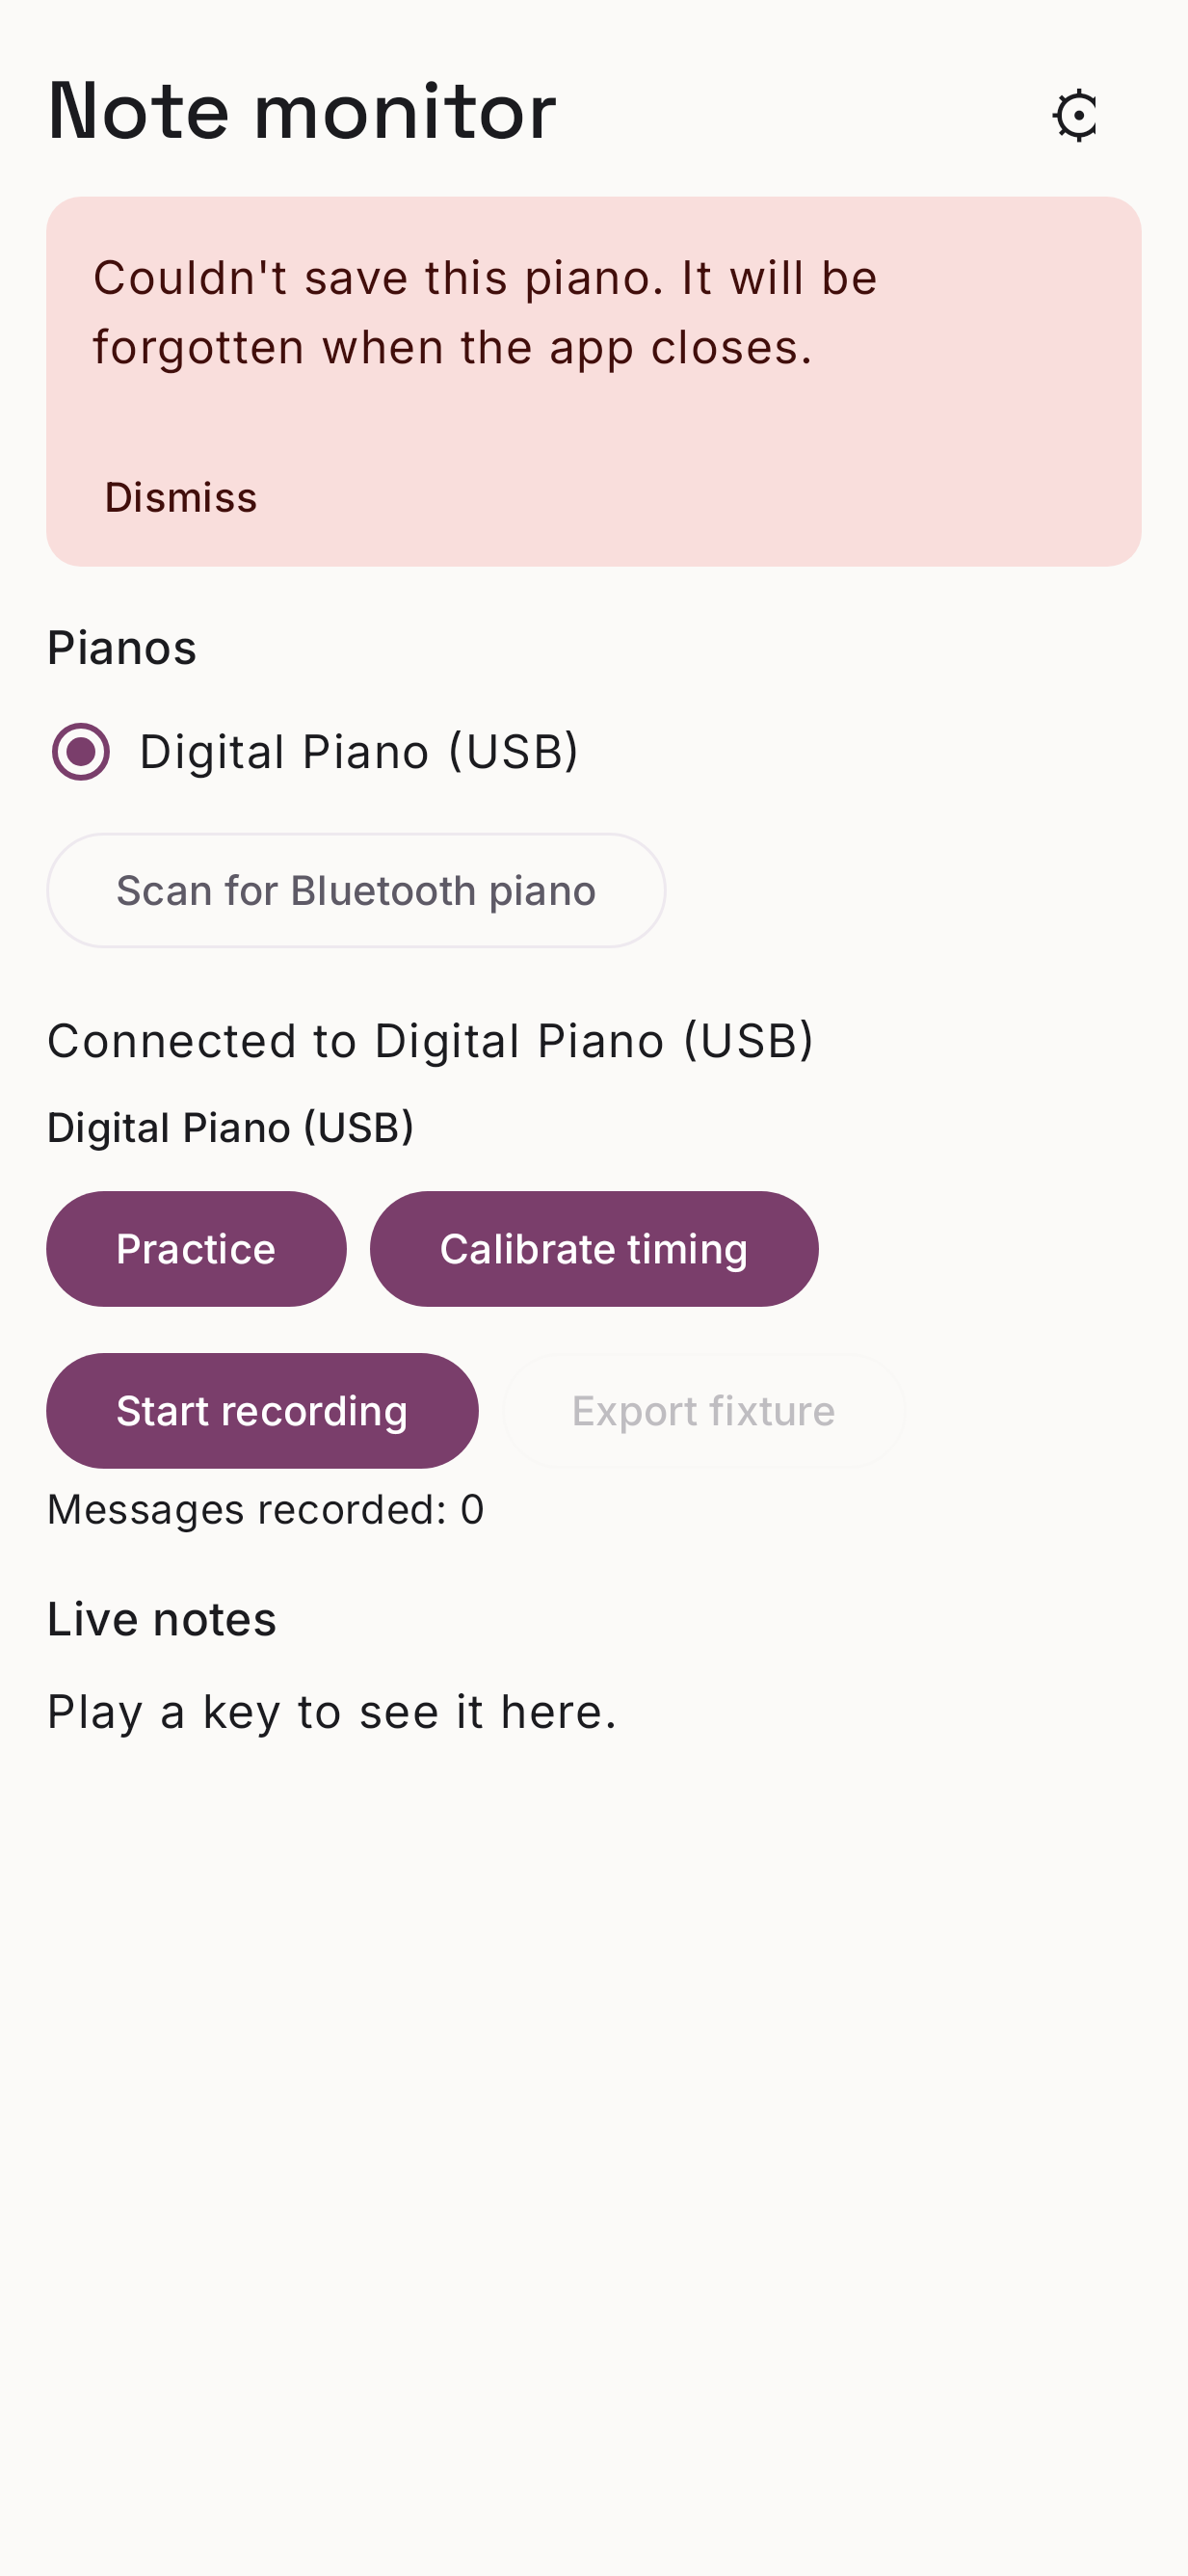 Note monitor
Couldn't save this piano. It will be
forgotten when the app closes.
Dismiss
Pianos
Digital Piano (USB)
Scan for Bluetooth piano
Connected to Digital Piano (USB)
Digital Piano (USB)
Practice
Calibrate timing
Start recording
Export fixture
Messages recorded: 0
Live notes
Play a key to see it here.